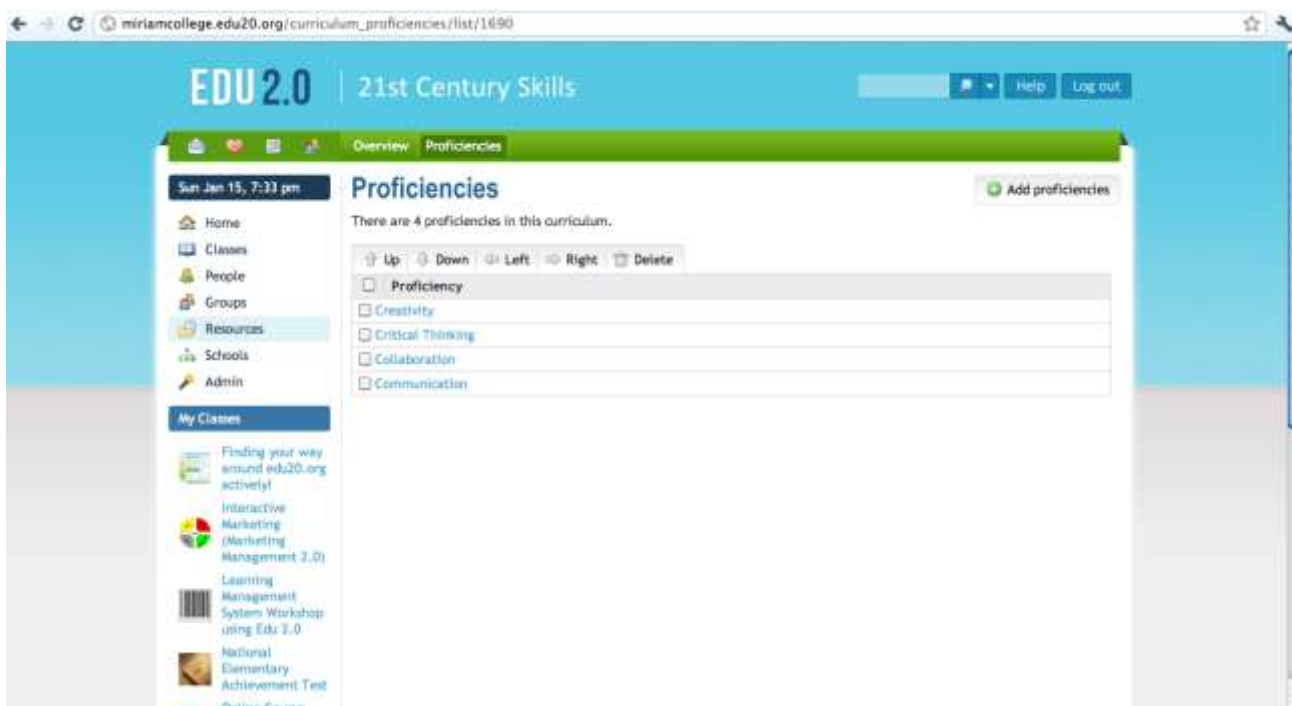 miriamcollege.edu20.org/curriculum_proficiencies/list/1690
EDU 2.0 21st Century Skills
Help Log out
Overview Proficiencies
Sun Jan 15, 7:33 pm
Home
Classes
People
Groups
Resources
Schools
Admin
My Classes
Finding your way
around edu20.org
actively!
Interactive
Marketing
(Marketing
Management 2.0)
Learning
Management
System Workshop
using Edu 2.0
National
Elementary
Achievement Test
Proficiencies
Add proficiencies
There are 4 proficiencies in this curriculum.
Up Down Left Right Delete
Proficiency
Creativity
Critical Thinking
Collaboration
Communication